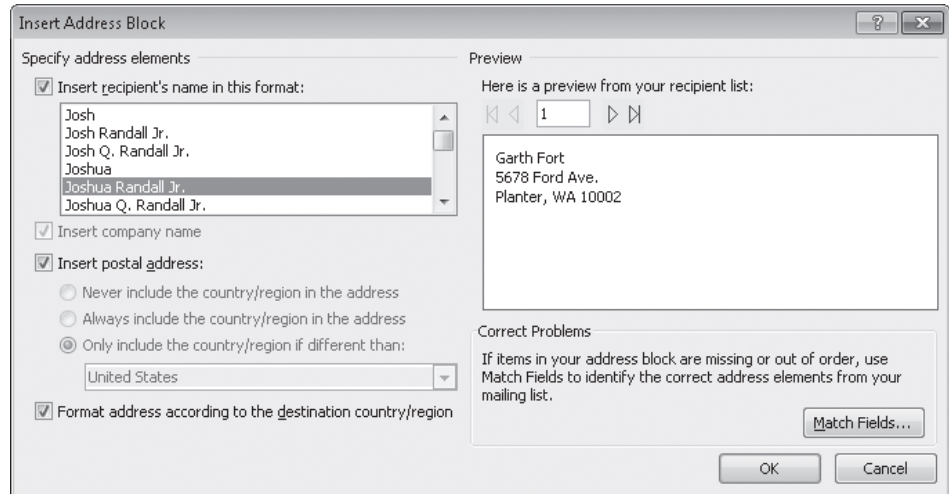 Insert Address Block
Specify address elements
Insert recipient's name in this format:
Josh
Josh Randall Jr.
Josh Q. Randall Jr.
Joshua
Joshua Randall Jr.
Joshua Q. Randall Jr.
Insert company name
Insert postal address:
Never include the country/region in the address
Always include the country/region in the address
Only include the country/region if different than:
United States
Format address according to the destination country/region
Preview
Here is a preview from your recipient list:
1
Garth Fort
5678 Ford Ave.
Planter, WA 10002
Correct Problems
If items in your address block are missing or out of order, use
Match Fields to identify the correct address elements from your
mailing list.
Match Fields...
OK
Cancel